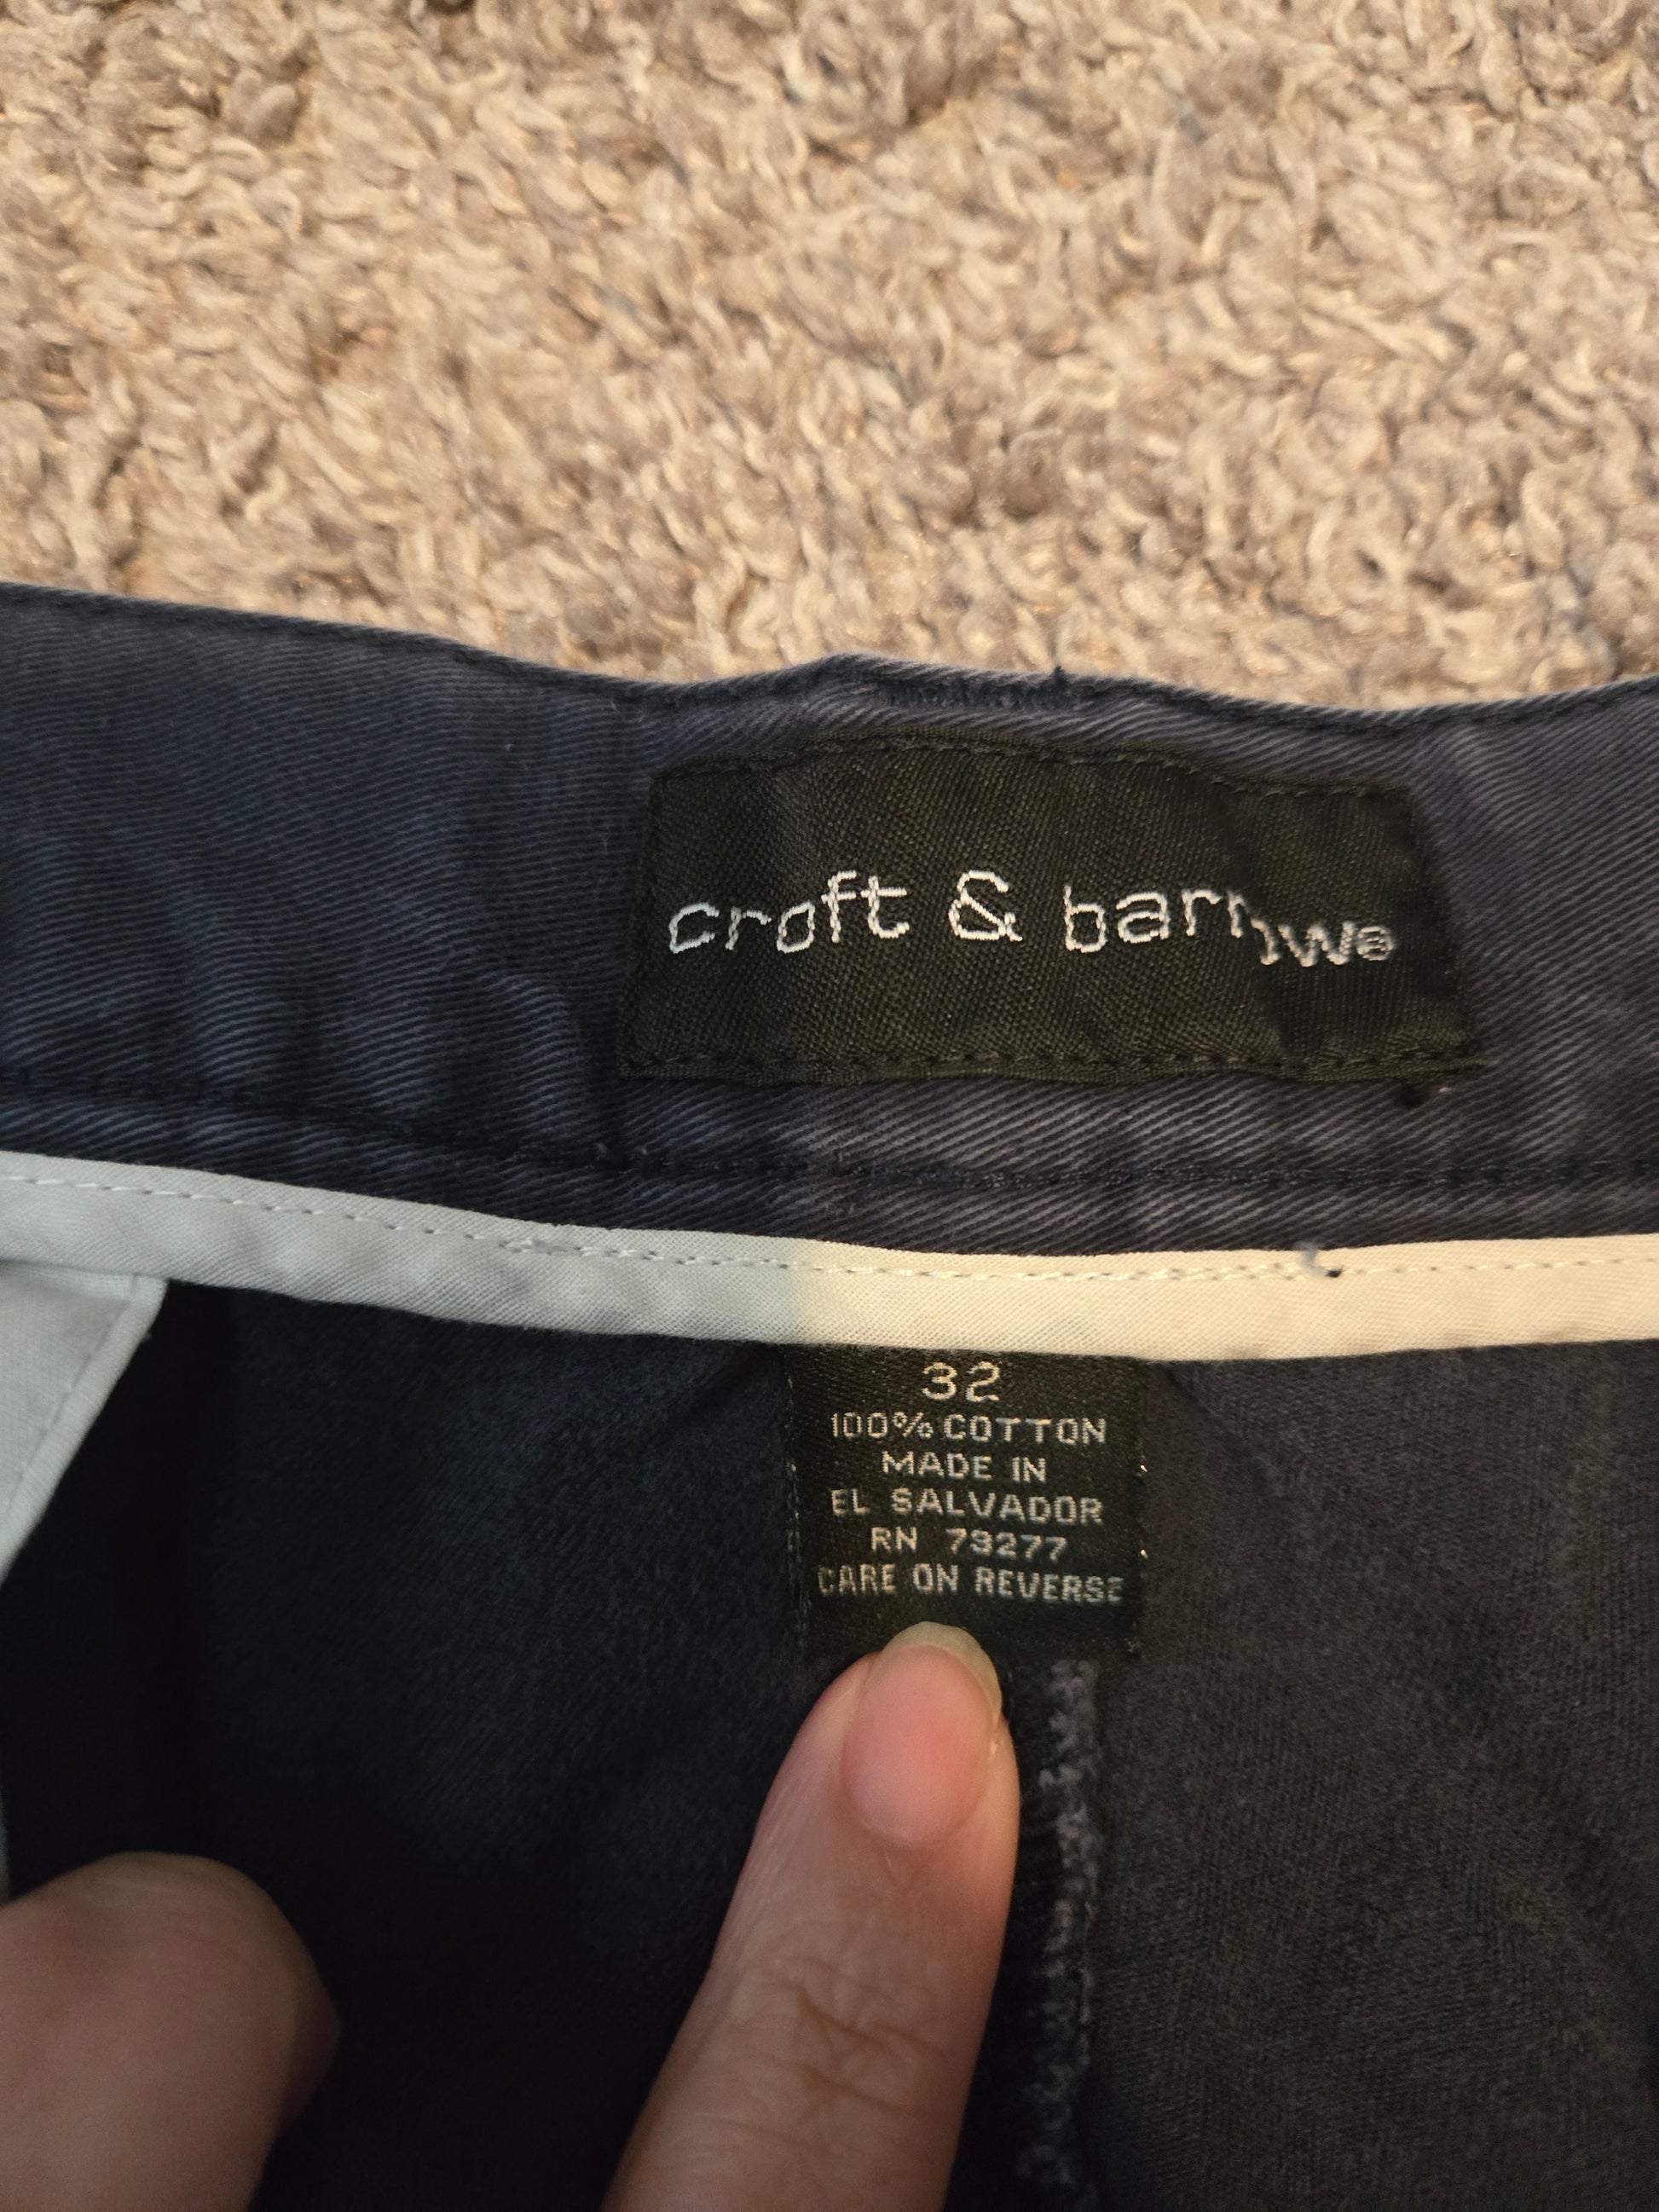 croft & barrow®
32
100% COTTON
MADE IN
EL SALVADOR
RN 73277
CARE ON REVERSE